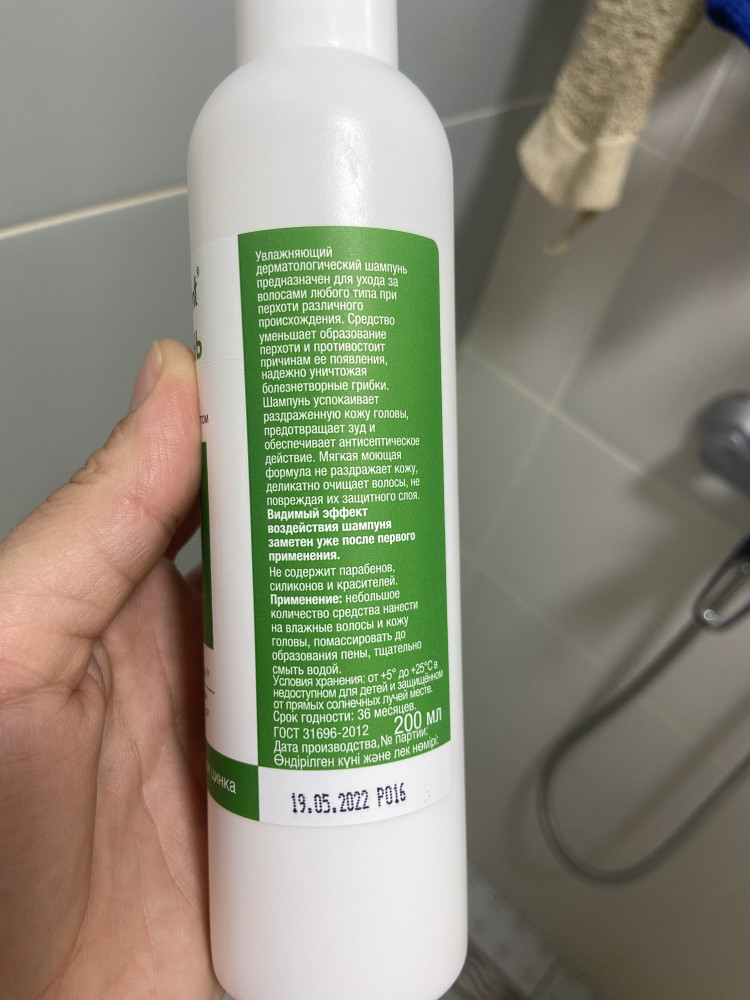 Увлажняющий
дерматологический шампунь
предназначен для ухода за
волосами любого типа при
перхоти различного
происхождения. Средство
уменьшает образование
перхоти и противостоит
причинам ее появления,
надежно уничтожая
болезнетворные грибки.
Шампунь успокаивает
раздраженную кожу головы,
предотвращает зуд и
обеспечивает антисептическое
действие. Мягкая моющая
формула не раздражает кожу,
деликатно очищает волосы, не
повреждая их защитного слоя.
Видимый эффект
воздействия шампуня
заметен уже после первого
применения.
Не содержит парабенов,
силиконов и красителей.
Применение: небольшое
количество средства нанести
на влажные волосы и кожу
головы, помассировать до
образования пены, тщательно
смыть водой.
Условия хранения: от +5° до +25°С в
недоступном для детей и защищённом
от прямых солнечных лучей месте.
Срок годности: 36 месяцев.
ГОСТ 31696-2012 200 мл
Дата производства, № партии:
Өндірілген күні және лек немірі:
19.05.2022 P016
цинка